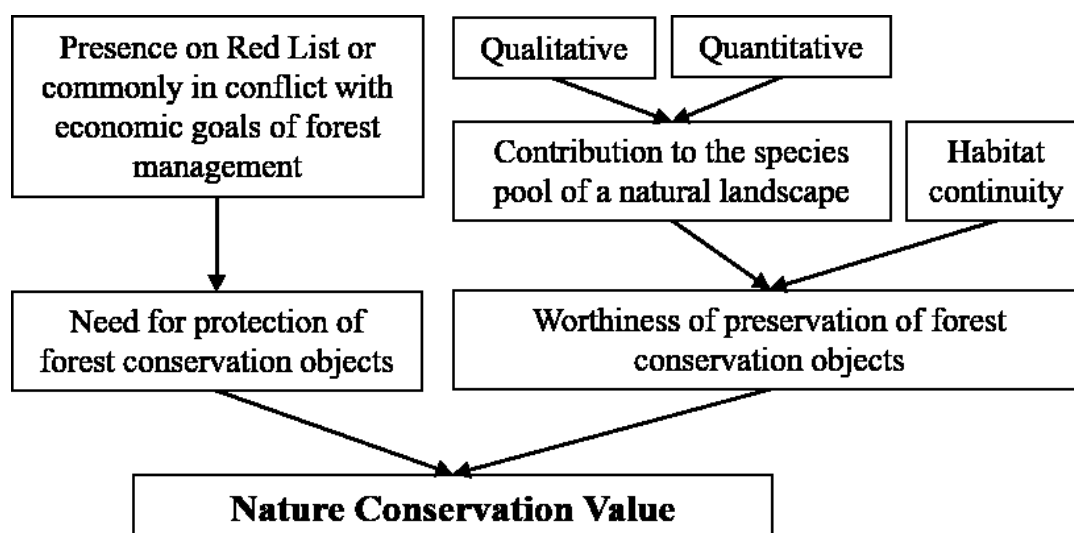 Presence on Red List or
commonly in conflict with
economic goals of forest
management
Qualitative
Quantitative
Contribution to the species
pool of a natural landscape
Habitat
continuity
Need for protection of
forest conservation objects
Worthiness of preservation of forest
conservation objects
Nature Conservation Value